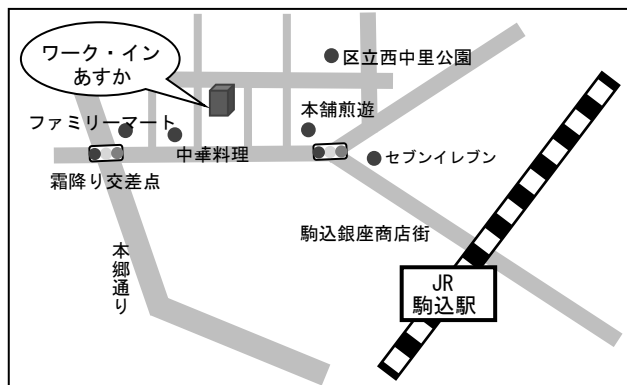 ワーク・イン
あすか
区立西中里公園
ファミリーマート
本舗煎遊
中華料理
セブンイレブン
霜降り交差点
駒込銀座商店街
本郷通り
JR
駒込駅